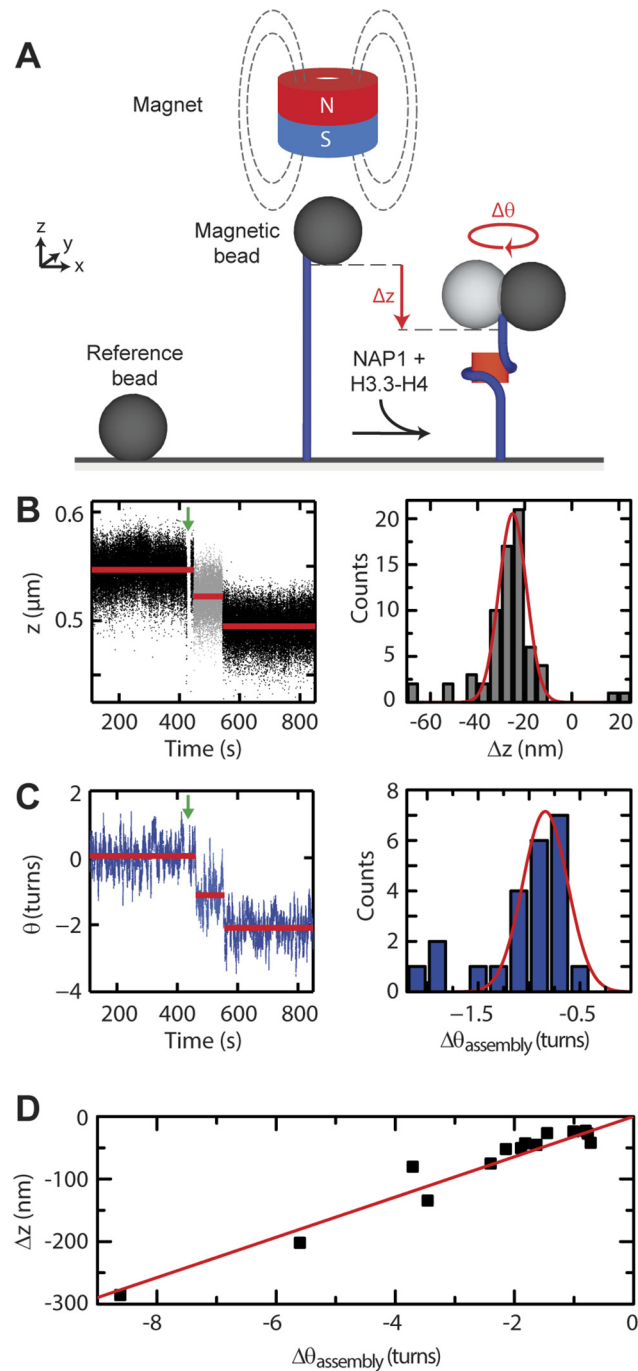 A
Magnet
N
S
z
y
x
Magnetic
bead
Δθ
Δz
Reference
bead
NAP1 +
H3.3-H4
B
0.6
0.5
z (μm)
200 400 600 800
Time (s)
20
15
10
5
0
Counts
-60 -40 -20 0 20
Δz (nm)
C
2
0
−2
−4
θ (turns)
200 400 600 800
Time (s)
8
6
4
2
0
Counts
−1.5 −0.5
Δθassembly (turns)
D
0
-100
-200
-300
Δz (nm)
-8 -6 -4 -2 0
Δθassembly (turns)